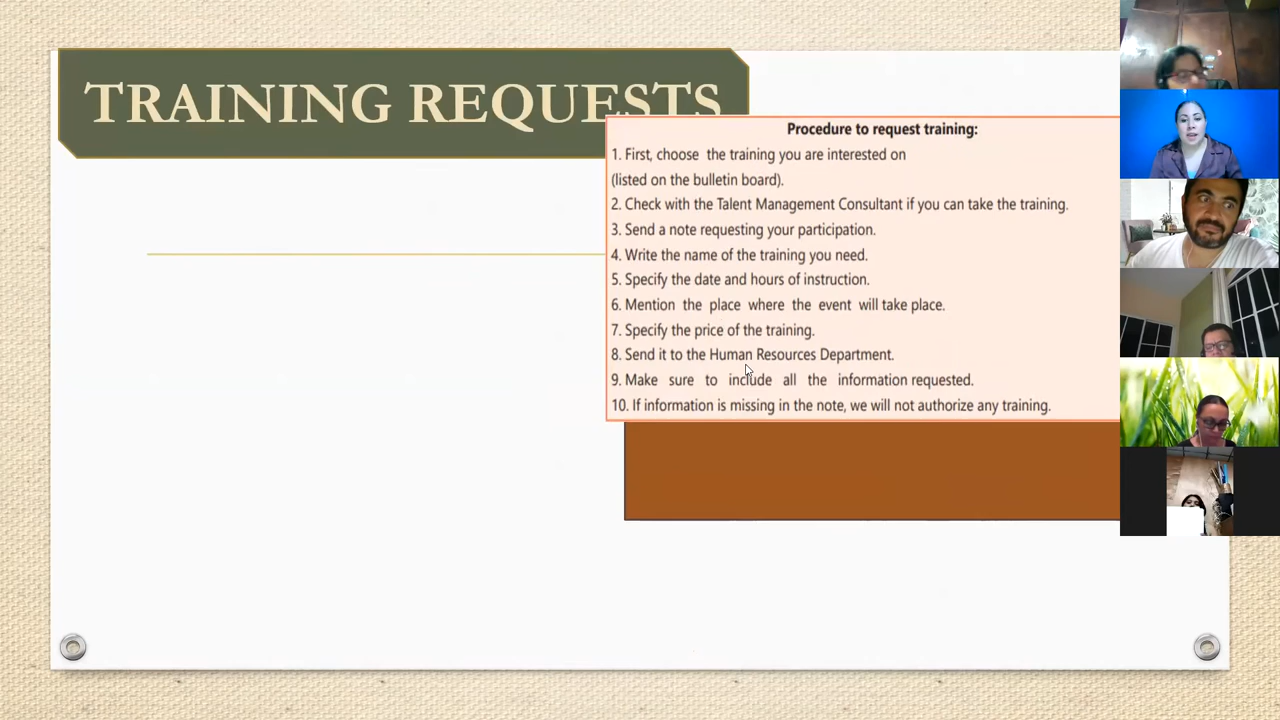 TRAINING REQUESTS
Procedure to request training:
1. First, choose the training you are interested on
(listed on the bulletin board).
2. Check with the Talent Management Consultant if you can take the training.
3. Send a note requesting your participation.
4. Write the name of the training you need.
5. Specify the date and hours of instruction.
6. Mention the place where the event will take place.
7. Specify the price of the training.
8. Send it to the Human Resources Department.
9. Make sure to include all the information requested.
10. If information is missing in the note, we will not authorize any training.